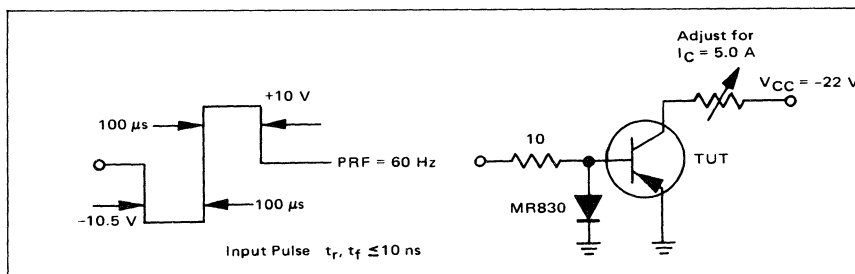 Adjust for
I_C = 5.0 A
V_CC = –22 V
+10 V
100 μs
10
TUT
PRF = 60 Hz
MR830
–10.5 V
100 μs
Input Pulse t_r, t_f ≤10 ns